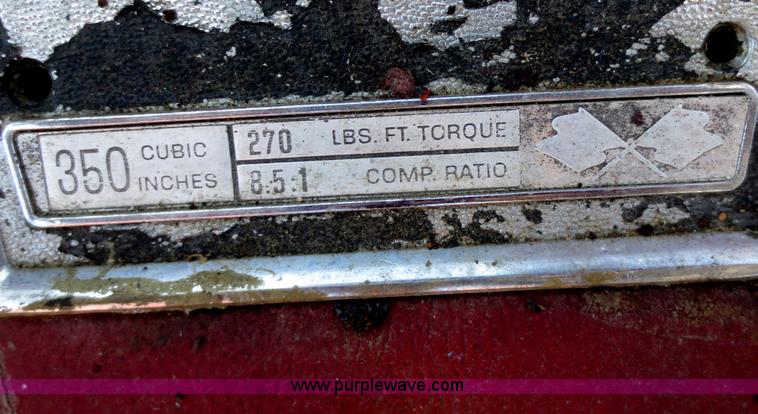 350 CUBIC INCHES
270 LBS. FT. TORQUE
8.5:1 COMP. RATIO
www.purplewave.com